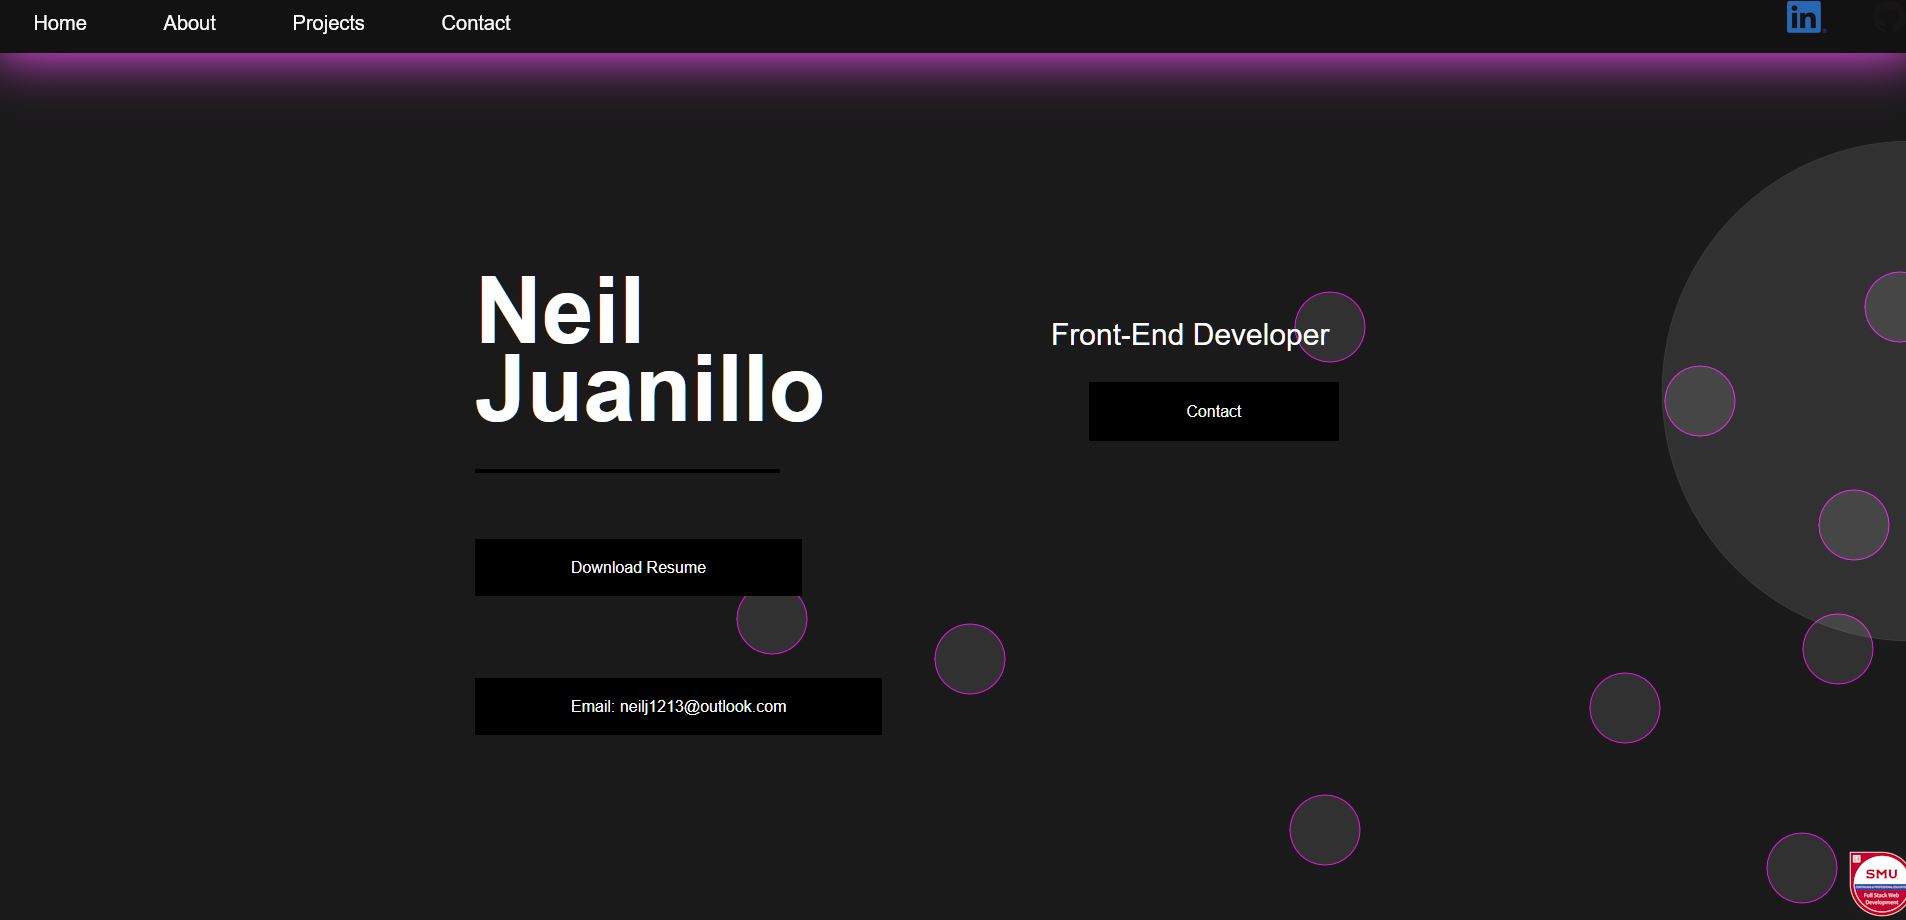 Home About Projects Contact
in
Neil
Juanillo
Front-End Developer
Contact
Download Resume
Email: neilj1213@outlook.com
SMU
Full Stack Web
Development